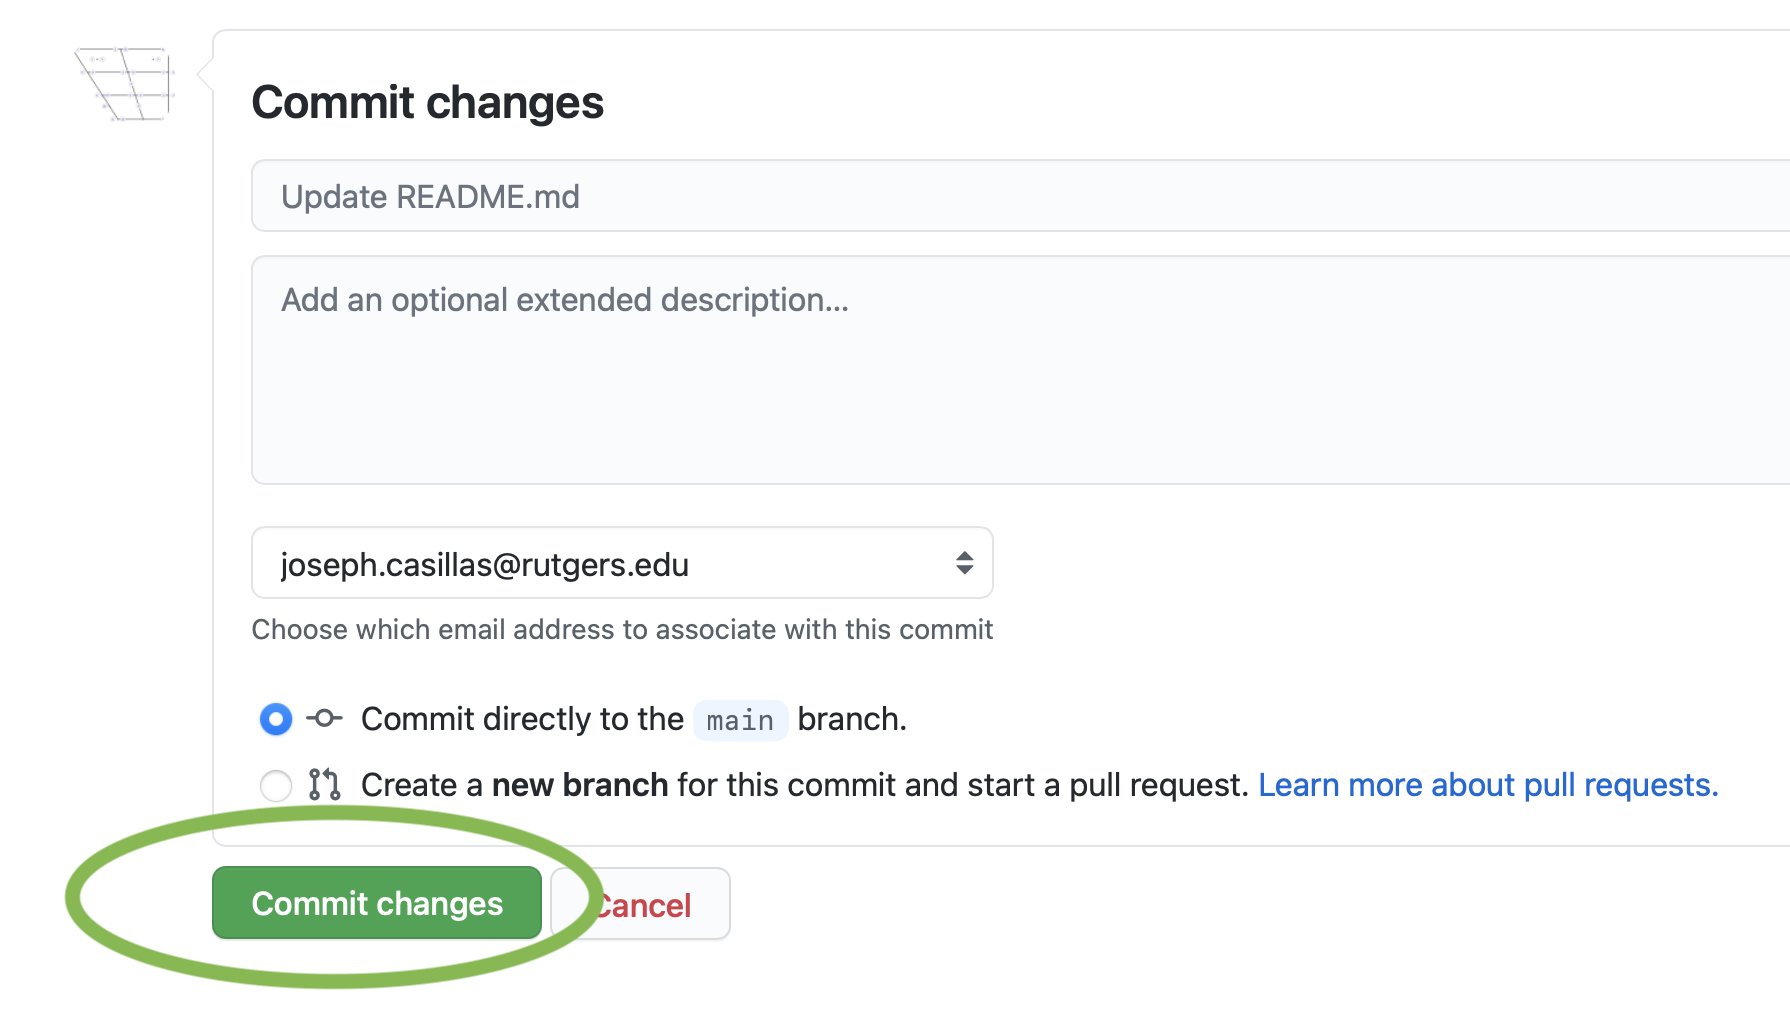 Commit changes
Update README.md
Add an optional extended description...
joseph.casillas@rutgers.edu
Choose which email address to associate with this commit
Commit directly to the main branch.
Create a new branch for this commit and start a pull request. Learn more about pull requests.
Commit changes
Cancel